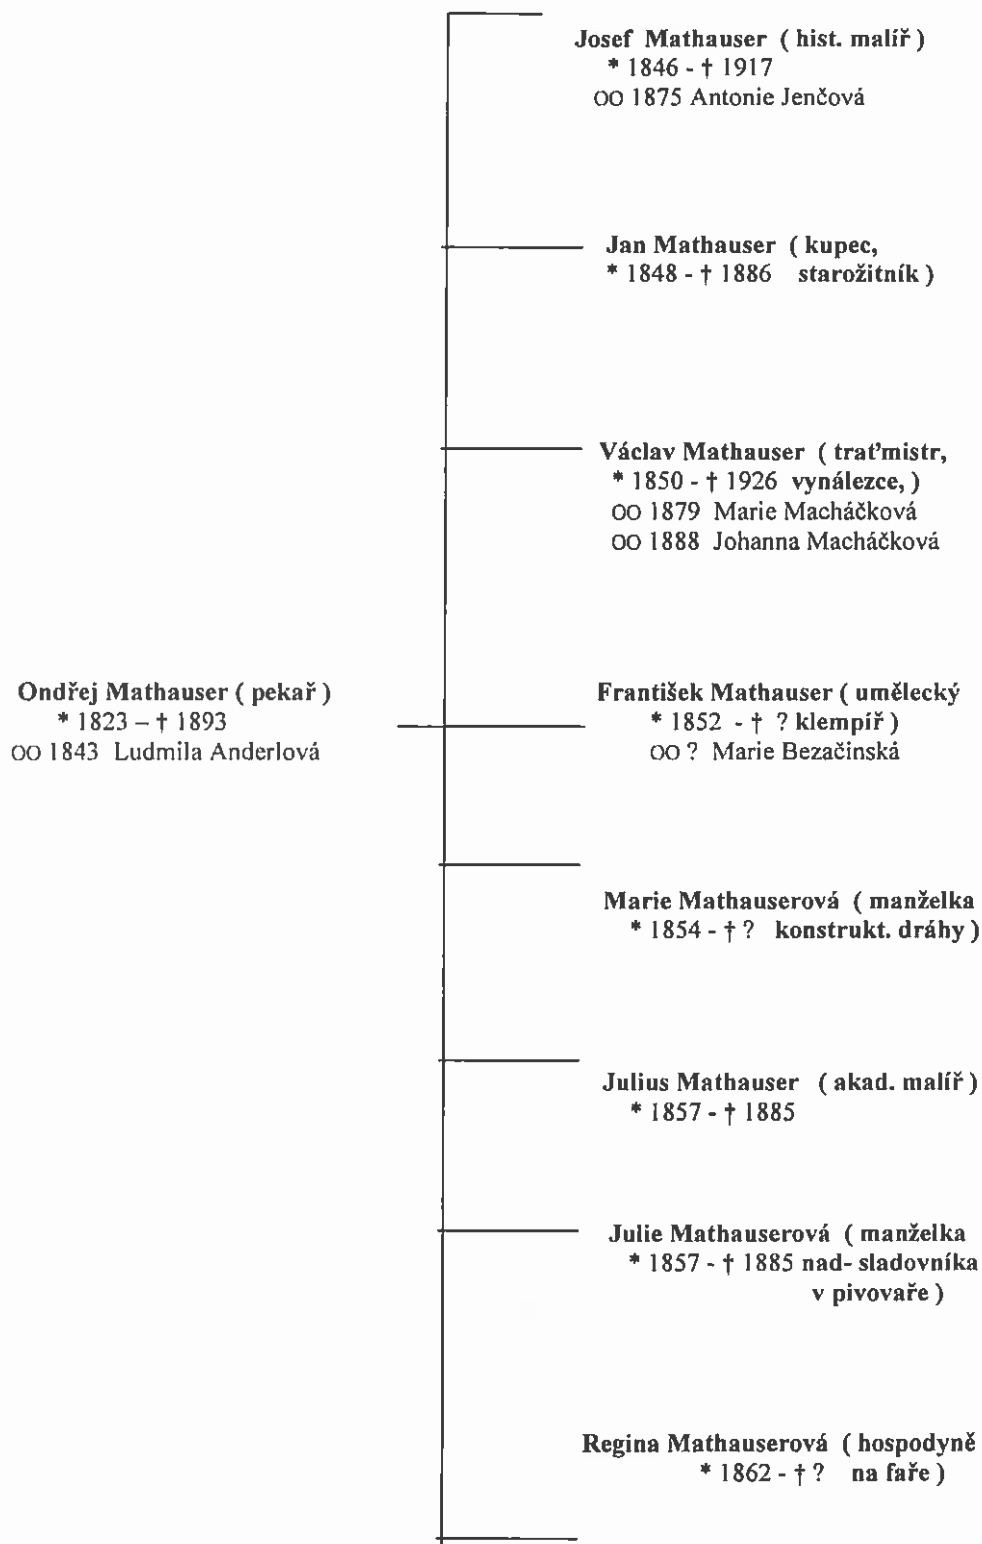 Josef Mathauser ( hist. malíř )
* 1846 - † 1917
OO 1875 Antonie Jenčová
Jan Mathauser ( kupec,
* 1848 - † 1886 starožitník )
Václav Mathauser ( traťmistr,
* 1850 - † 1926 vynálezce, )
OO 1879 Marie Macháčková
OO 1888 Johanna Macháčková
Ondřej Mathauser ( pekař )
* 1823 – † 1893
OO 1843 Ludmila Anderlová
František Mathauser ( umělecký
* 1852 - † ? klempíř )
OO ? Marie Bezačinská
Marie Mathauserová ( manželka
* 1854 - † ? konstrukt. dráhy )
Julius Mathauser ( akad. malíř )
* 1857 - † 1885
Julie Mathauserová ( manželka
* 1857 - † 1885 nad- sladovníka
v pivovaře )
Regina Mathauserová ( hospodyně
* 1862 - † ? na faře )